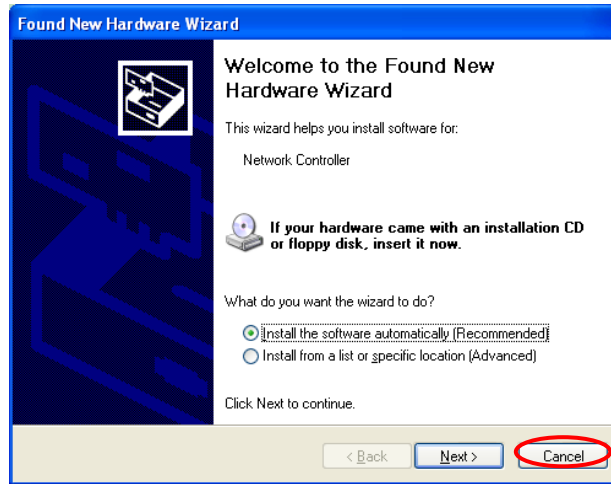 Found New Hardware Wizard
Welcome to the Found New
Hardware Wizard
This wizard helps you install software for:
Network Controller
If your hardware came with an installation CD
or floppy disk, insert it now.
What do you want the wizard to do?
Install the software automatically (Recommended)
Install from a list or specific location (Advanced)
Click Next to continue.
< Back Next > Cancel